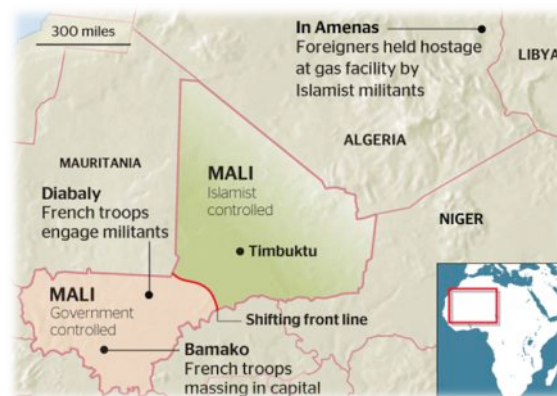 300 miles
In Amenas
Foreigners held hostage
at gas facility by
Islamist militants
LIBYA
ALGERIA
MAURITANIA
MALI
Islamist
controlled
NIGER
Diabaly
French troops
engage militants
Timbuktu
MALI
Government
controlled
Shifting front line
Bamako
French troops
massing in capital